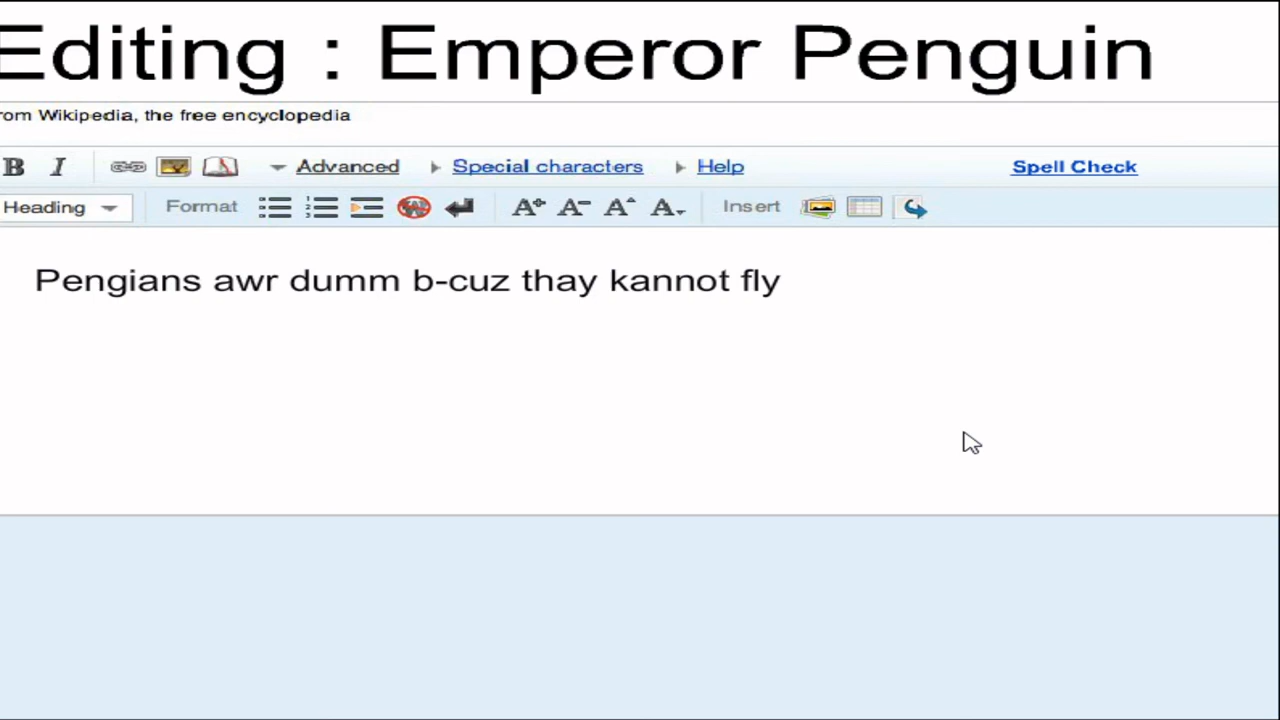 Editing : Emperor Penguin
rom Wikipedia, the free encyclopedia
B I Advanced Special characters Help Spell Check
Heading Format A+ A- A^ A Insert
Pengians awr dumm b-cuz thay kannot fly